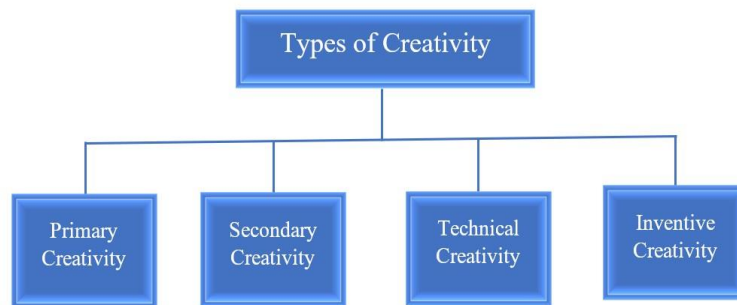 Types of Creativity
Primary
Creativity
Secondary
Creativity
Technical
Creativity
Inventive
Creativity